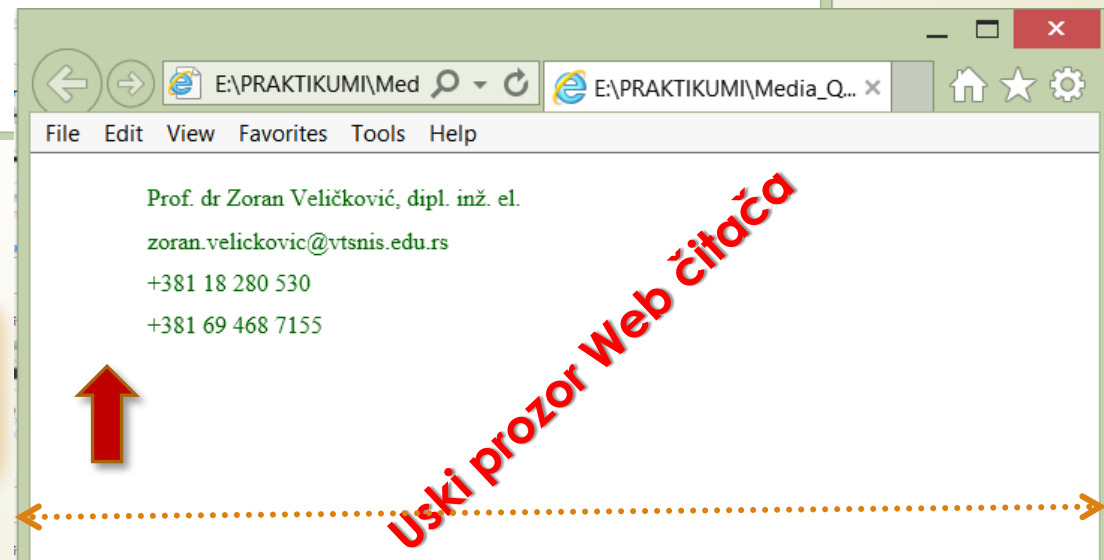 E:\PRAKTIKUMI\Med
E:\PRAKTIKUMI\Media_Q...
File Edit View Favorites Tools Help
Prof. dr Zoran Veličković, dipl. inž. el.
zoran.velickovic@vtsnis.edu.rs
+381 18 280 530
+381 69 468 7155
Uski prozor Web čitača